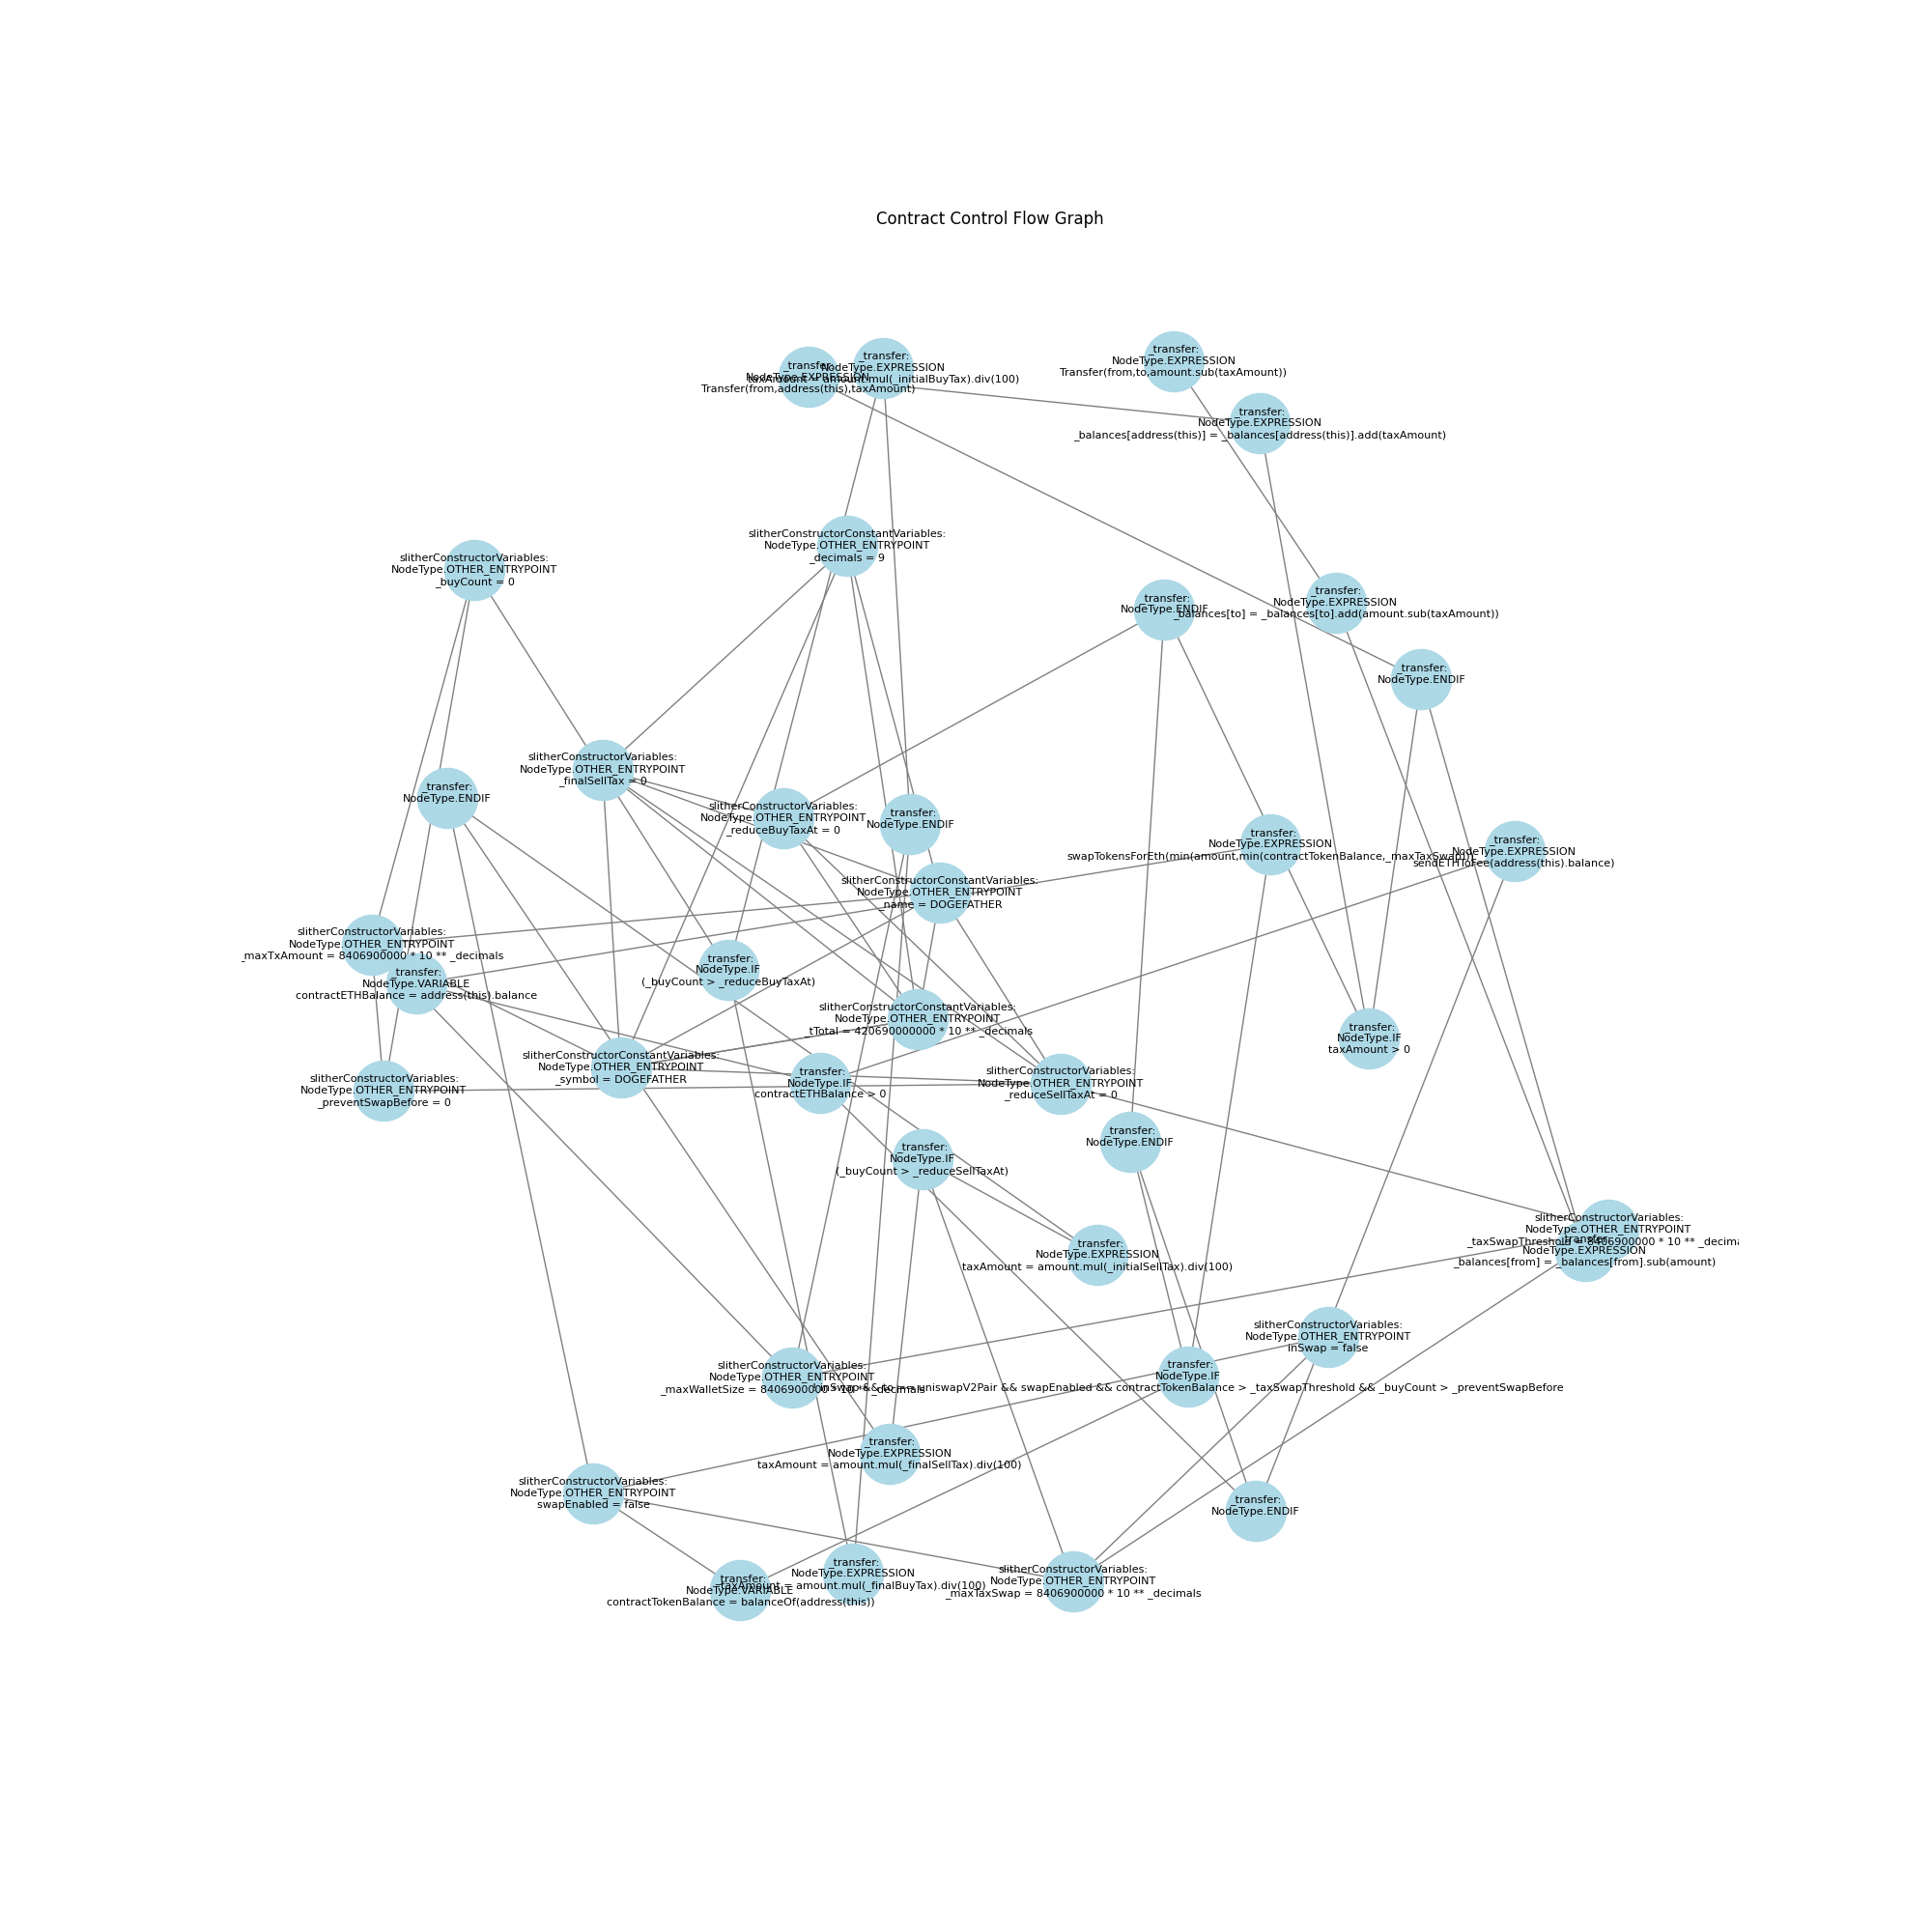 Contract Control Flow Graph
_transfer:
NodeType.EXPRESSION
Transfer(from,address(this),taxAmount)
_transfer:
NodeType.EXPRESSION
taxAmount = amount.mul(_initialBuyTax).div(100)
_transfer:
NodeType.EXPRESSION
Transfer(from,to,amount.sub(taxAmount))
_transfer:
NodeType.EXPRESSION
_balances[address(this)] = _balances[address(this)].add(taxAmount)
slitherConstructorConstantVariables:
NodeType.OTHER_ENTRYPOINT
_decimals = 9
slitherConstructorVariables:
NodeType.OTHER_ENTRYPOINT
_buyCount = 0
_transfer:
NodeType.ENDIF
_transfer:
NodeType.EXPRESSION
_balances[to] = _balances[to].add(amount.sub(taxAmount))
_transfer:
NodeType.ENDIF
slitherConstructorVariables:
NodeType.OTHER_ENTRYPOINT
_finalSellTax = 0
_transfer:
NodeType.ENDIF
slitherConstructorVariables:
NodeType.OTHER_ENTRYPOINT
_reduceBuyTaxAt = 0
_transfer:
NodeType.ENDIF
_transfer:
NodeType.EXPRESSION
swapTokensForEth(min(amount,min(contractTokenBalance,_maxTaxSwap)))
_transfer:
NodeType.EXPRESSION
sendETHToFee(address(this).balance)
slitherConstructorConstantVariables:
NodeType.OTHER_ENTRYPOINT
_name = DOGEFATHER
slitherConstructorVariables:
NodeType.OTHER_ENTRYPOINT
_maxTxAmount = 8406900000 * 10 ** _decimals
_transfer:
NodeType.VARIABLE
contractETHBalance = address(this).balance
_transfer:
NodeType.IF
(_buyCount > _reduceBuyTaxAt)
slitherConstructorConstantVariables:
NodeType.OTHER_ENTRYPOINT
_tTotal = 420690000000 * 10 ** _decimals
_transfer:
NodeType.IF
taxAmount > 0
slitherConstructorConstantVariables:
NodeType.OTHER_ENTRYPOINT
_symbol = DOGEFATHER
slitherConstructorVariables:
NodeType.OTHER_ENTRYPOINT
_preventSwapBefore = 0
_transfer:
NodeType.IF
contractETHBalance > 0
slitherConstructorVariables:
NodeType.OTHER_ENTRYPOINT
_reduceSellTaxAt = 0
_transfer:
NodeType.ENDIF
_transfer:
NodeType.IF
(_buyCount > _reduceSellTaxAt)
slitherConstructorVariables:
NodeType.OTHER_ENTRYPOINT
_taxSwapThreshold = 8406900000 * 10 ** _decima
_transfer:
NodeType.EXPRESSION
_balances[from] = _balances[from].sub(amount)
_transfer:
NodeType.EXPRESSION
taxAmount = amount.mul(_initialSellTax).div(100)
slitherConstructorVariables:
NodeType.OTHER_ENTRYPOINT
inSwap = false
slitherConstructorVariables:
NodeType.OTHER_ENTRYPOINT
_maxWalletSize = 8406900000 * 10 ** _decimals
_transfer:
NodeType.IF
inSwap && to == uniswapV2Pair && swapEnabled && contractTokenBalance > _taxSwapThreshold && _buyCount > _preventSwapBefore
_transfer:
NodeType.EXPRESSION
taxAmount = amount.mul(_finalSellTax).div(100)
slitherConstructorVariables:
NodeType.OTHER_ENTRYPOINT
swapEnabled = false
_transfer:
NodeType.ENDIF
_transfer:
NodeType.EXPRESSION
taxAmount = amount.mul(_finalBuyTax).div(100)
_transfer:
NodeType.VARIABLE
contractTokenBalance = balanceOf(address(this))
slitherConstructorVariables:
NodeType.OTHER_ENTRYPOINT
_maxTaxSwap = 8406900000 * 10 ** _decimals